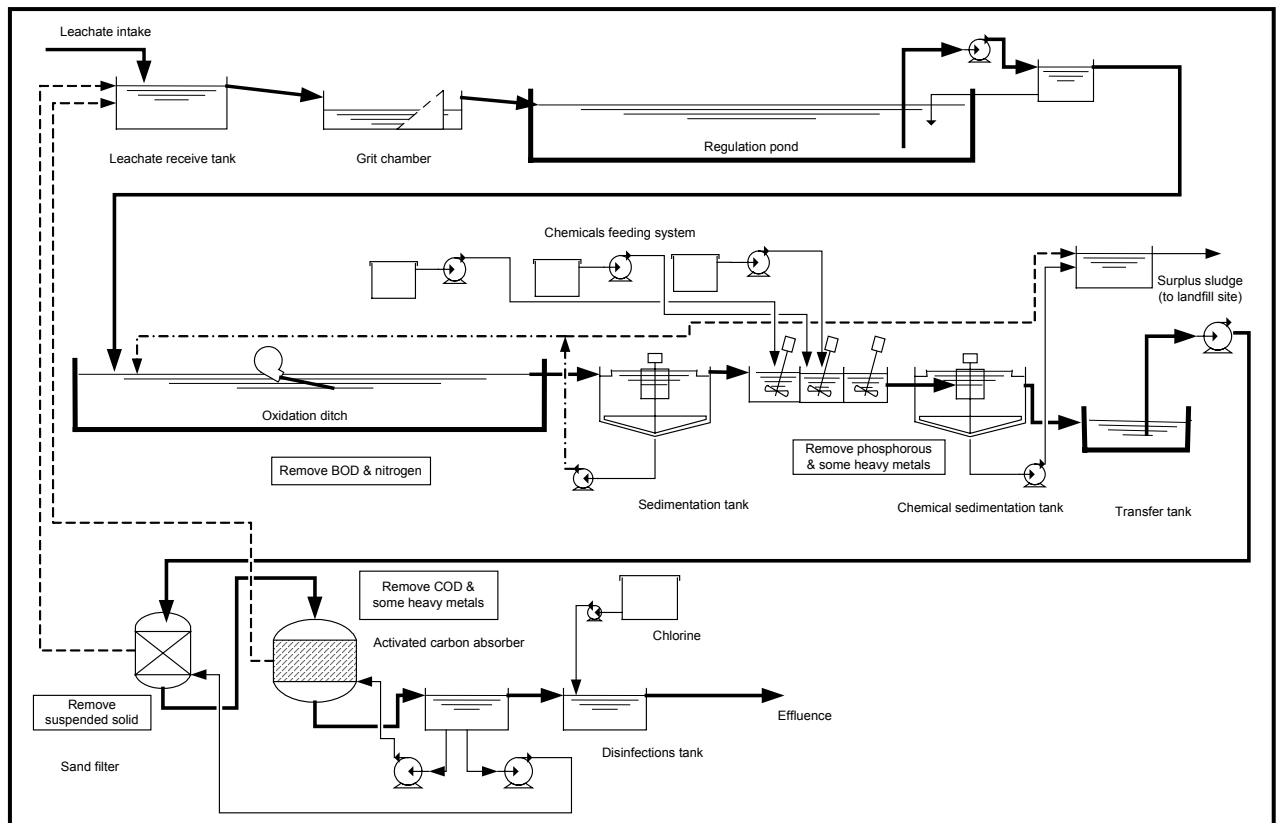 Leachate intake
Leachate receive tank
Grit chamber
Regulation pond
Chemicals feeding system
Surplus sludge
(to landfill site)
Oxidation ditch
Remove BOD & nitrogen
Remove phosphorous
& some heavy metals
Sedimentation tank
Chemical sedimentation tank
Transfer tank
Remove COD &
some heavy metals
Activated carbon absorber
Chlorine
Remove
suspended solid
Effluence
Disinfections tank
Sand filter